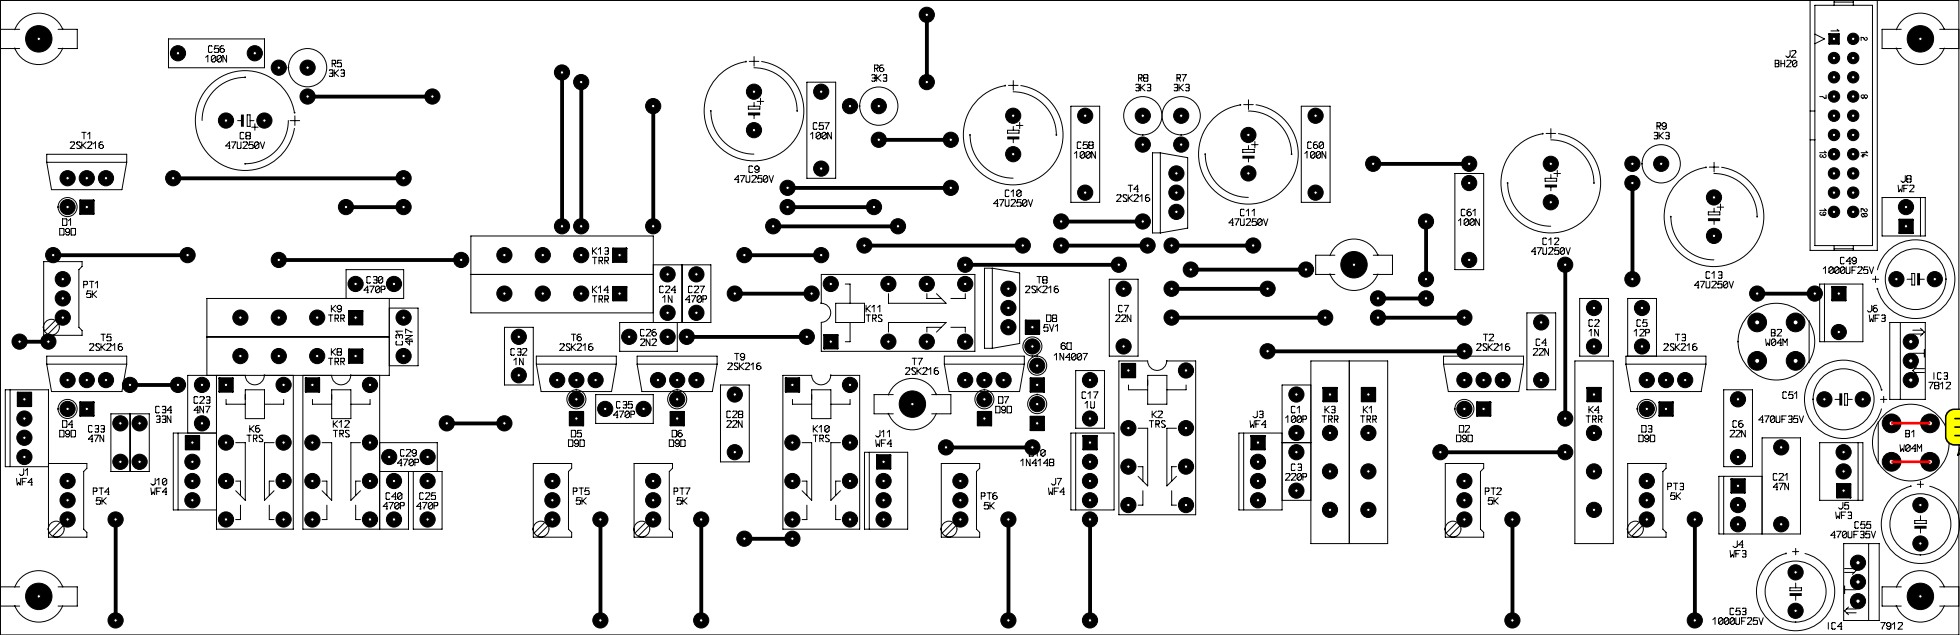 C56
100N
R5
3K3
C8
47U250V
T1
2SK216
D1
D9D
PT1
5K
T5
2SK216
D4
D9D
J1
WF4
PT4
5K
C33
47N
C34
33N
J10
WF4
C23
4N7
K6
TRS
K12
TRS
K9
TRR
K8
TRR
C30
470P
C31
4N7
C29
470P
C40
470P
C25
470P
K13
TRR
K14
TRR
C24
1N
C27
470P
C26
2N2
C32
1N
T6
2SK216
T9
2SK216
D5
D9D
C35
470P
D6
D9D
C28
22N
PT5
5K
PT7
5K
C9
47U250V
C57
100N
R6
3K3
C10
47U250V
C58
100N
R8
3K3
R7
3K3
T4
2SK216
C11
47U250V
C60
100N
K11
TRS
T8
2SK216
D8
5V1
6D
1N4007
T7
2SK216
D7
D9D
K10
TRS
J11
WF4
1N4148
PT6
5K
C7
22N
C17
1U
J7
WF4
K2
TRS
J3
WF4
C1
100P
C3
220P
K3
TRR
K1
TRR
C61
100N
C12
47U250V
R9
3K3
C13
47U250V
T2
2SK216
C4
22N
C2
1N
C5
12P
T3
2SK216
D2
D9D
K4
TRR
D3
D9D
PT2
5K
PT3
5K
J2
BH20
1
2
7
8
13
14
19
20
J8
WF2
C49
1000UF25V
J6
WF3
B2
W04M
IC3
7812
C51
470UF35V
B1
W04M
C6
22N
C21
47N
J4
WF3
J5
WF3
C55
470UF35V
C53
1000UF25V
IC4
7912